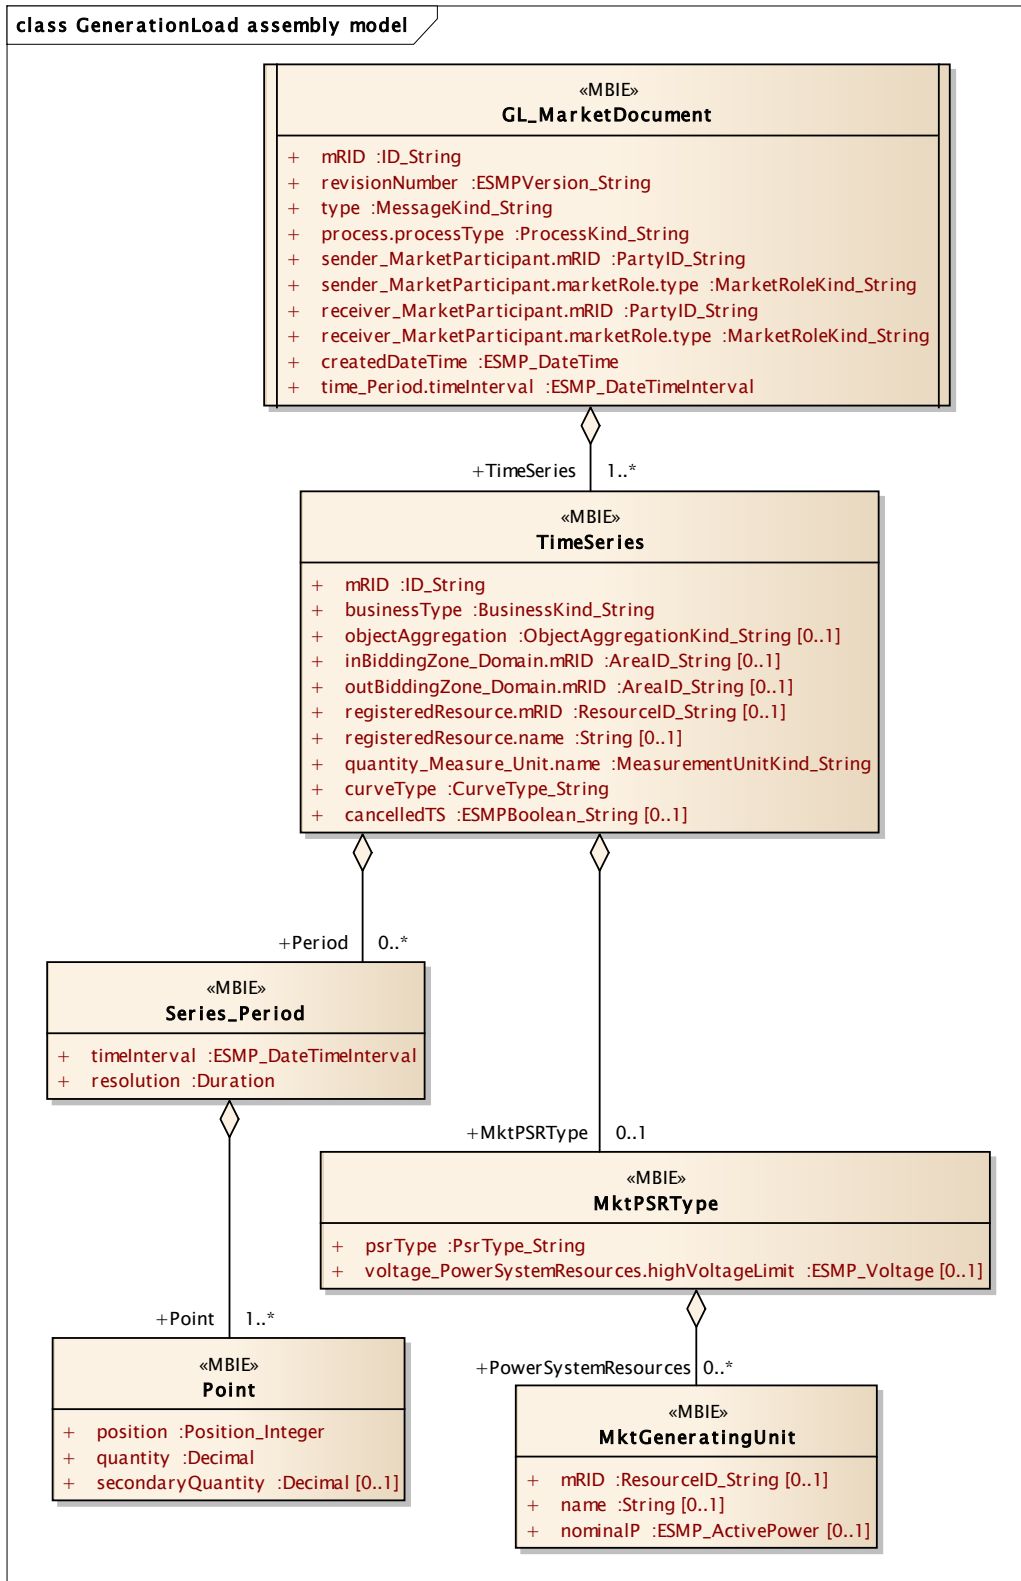 class GenerationLoad assembly model
«MBIE»
GL_MarketDocument
+ mRID :ID_String
+ revisionNumber :ESMPVersion_String
+ type :MessageKind_String
+ process.processType :ProcessKind_String
+ sender_MarketParticipant.mRID :PartyID_String
+ sender_MarketParticipant.marketRole.type :MarketRoleKind_String
+ receiver_MarketParticipant.mRID :PartyID_String
+ receiver_MarketParticipant.marketRole.type :MarketRoleKind_String
+ createdDateTime :ESMP_DateTime
+ time_Period.timeInterval :ESMP_DateTimeInterval
+TimeSeries 1..*
«MBIE»
TimeSeries
+ mRID :ID_String
+ businessType :BusinessKind_String
+ objectAggregation :ObjectAggregationKind_String [0..1]
+ inBiddingZone_Domain.mRID :AreaID_String [0..1]
+ outBiddingZone_Domain.mRID :AreaID_String [0..1]
+ registeredResource.mRID :ResourceID_String [0..1]
+ registeredResource.name :String [0..1]
+ quantity_Measure_Unit.name :MeasurementUnitKind_String
+ curveType :CurveType_String
+ cancelledTS :ESMPBoolean_String [0..1]
+Period 0..*
«MBIE»
Series_Period
+ timeInterval :ESMP_DateTimeInterval
+ resolution :Duration
+MktPSRType 0..1
«MBIE»
MktPSRType
+ psrType :PsrType_String
+ voltage_PowerSystemResources.highVoltageLimit :ESMP_Voltage [0..1]
+Point 1..*
«MBIE»
Point
+ position :Position_Integer
+ quantity :Decimal
+ secondaryQuantity :Decimal [0..1]
+PowerSystemResources 0..*
«MBIE»
MktGeneratingUnit
+ mRID :ResourceID_String [0..1]
+ name :String [0..1]
+ nominalP :ESMP_ActivePower [0..1]